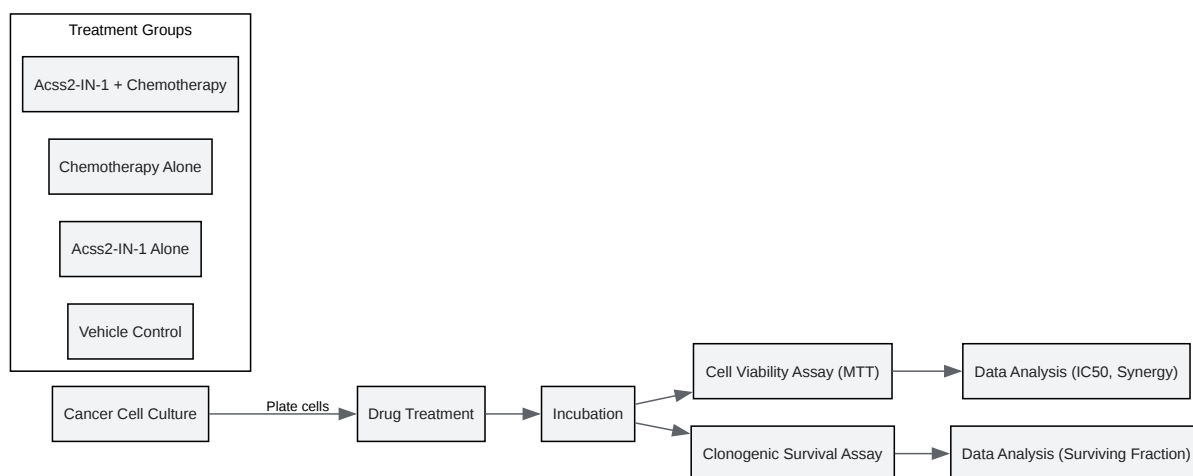 Treatment Groups
Acss2-IN-1 + Chemotherapy
Chemotherapy Alone
Acss2-IN-1 Alone
Vehicle Control
Cancer Cell Culture
Plate cells
Drug Treatment
Incubation
Cell Viability Assay (MTT)
Data Analysis (IC50, Synergy)
Clonogenic Survival Assay
Data Analysis (Surviving Fraction)